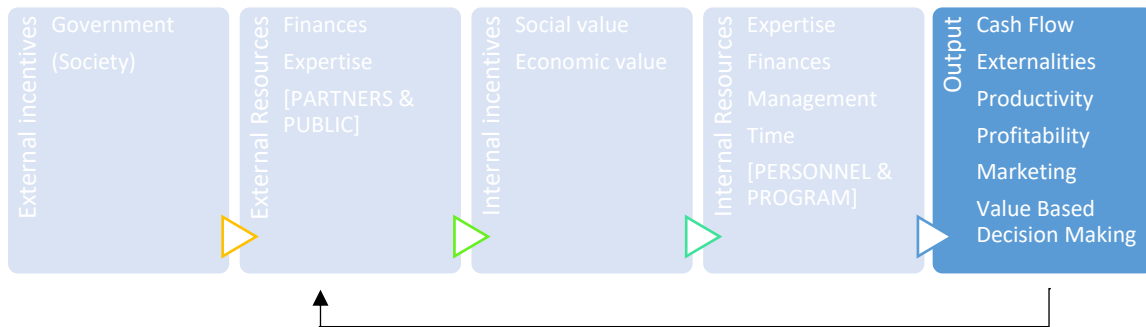 External incentives
Government
(Society)
External Resources
Finances
Expertise
[PARTNERS &
PUBLIC]
Internal incentives
Social value
Economic value
Internal Resources
Expertise
Finances
Management
Time
[PERSONNEL &
PROGRAM]
Output
Cash Flow
Externalities
Productivity
Profitability
Marketing
Value Based
Decision Making